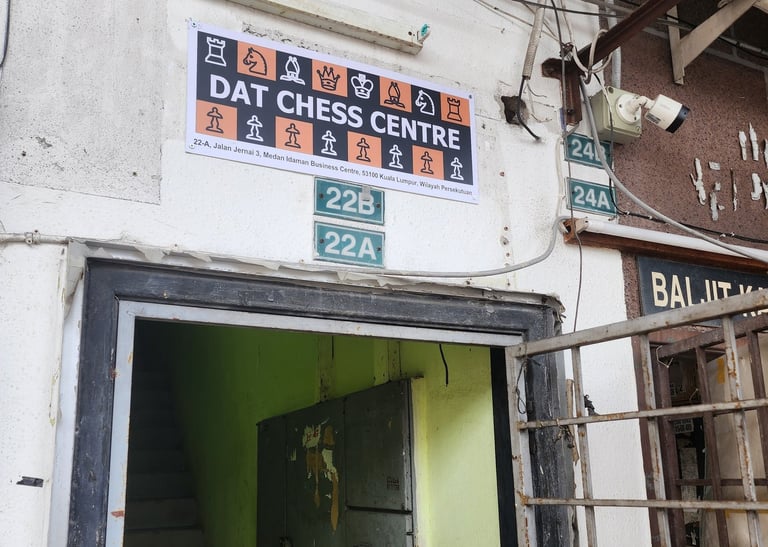 DAT CHESS CENTRE
22-A, Jalan Jernai 3, Medan Idaman Business Centre, 53100 Kuala Lumpur, Wilayah Persekutuan
22B
22A
24B
24A
BALJIT